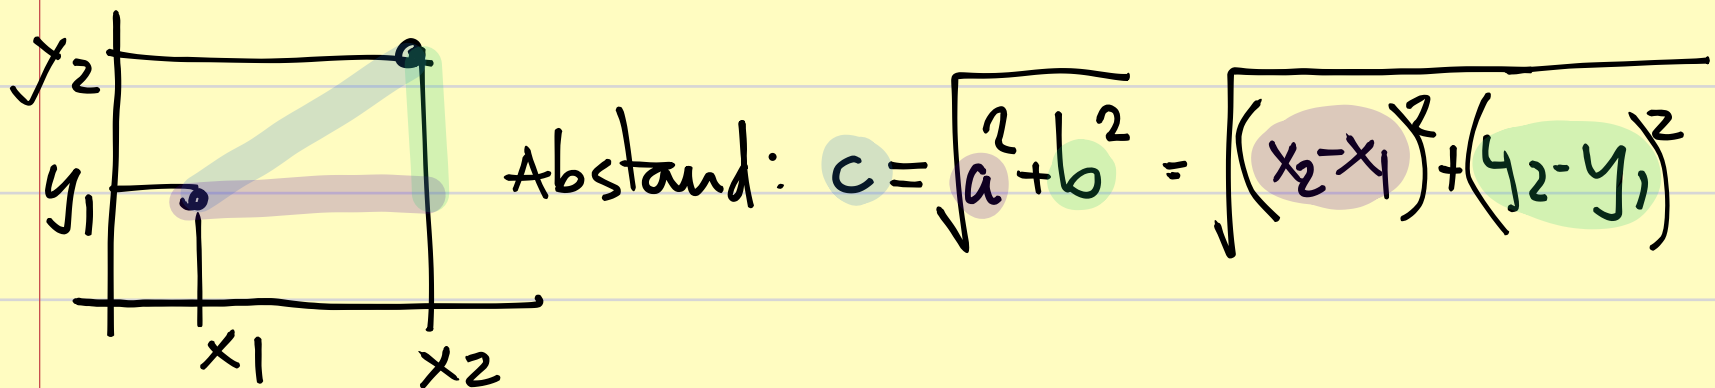 y2
y1
x1
x2
Abstand: c = √(a²+b²) = √((x₂-x₁)²+(y₂-y₁)²)